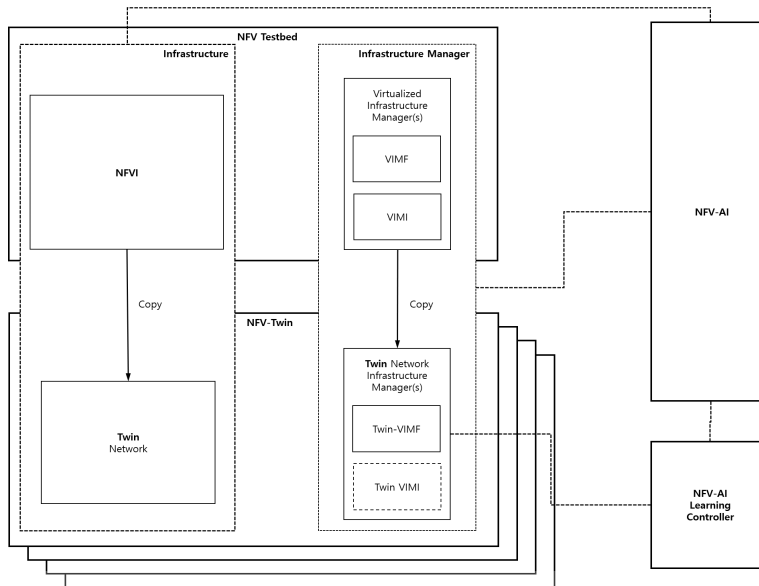 NFV Testbed
Infrastructure
Infrastructure Manager
Virtualized
Infrastructure
Manager(s)
VIMF
VIMI
NFVI
NFV-AI
Copy
Copy
NFV-Twin
Twin Network
Infrastructure
Manager(s)
Twin-VIMF
Twin VIMI
Twin
Network
NFV-AI
Learning
Controller